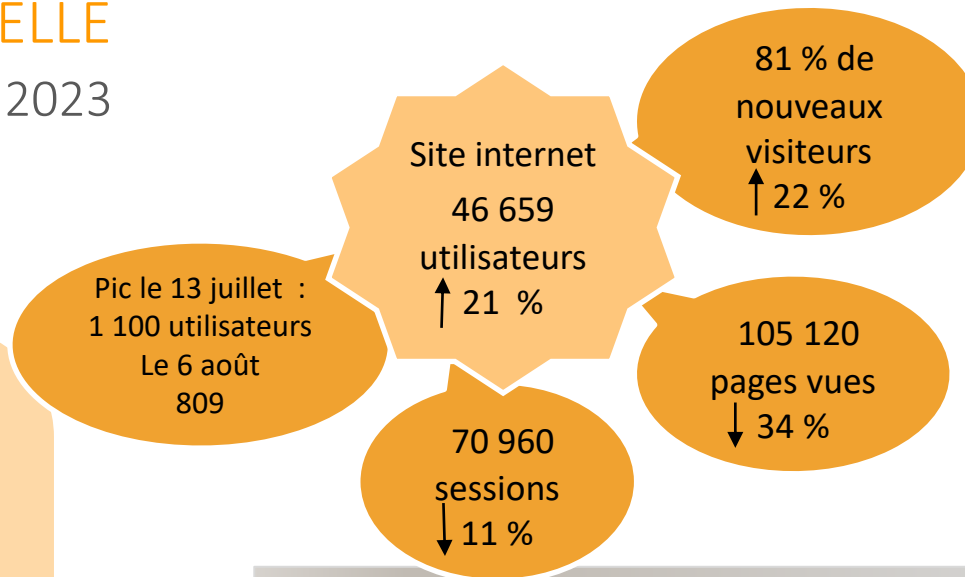 ELLE
2023
81 % de
nouveaux
visiteurs
22 %
Site internet
46 659
utilisateurs
21 %
Pic le 13 juillet :
1 100 utilisateurs
Le 6 août
809
105 120
pages vues
34 %
70 960
sessions
11 %